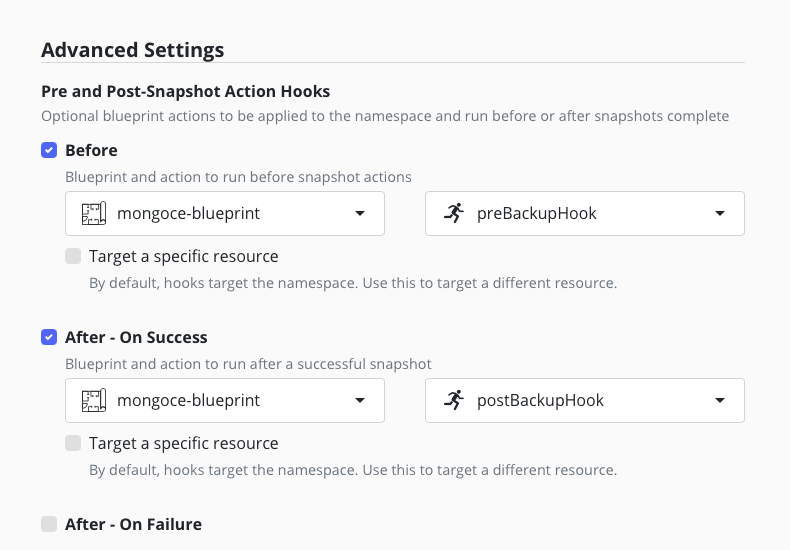 Advanced Settings
Pre and Post-Snapshot Action Hooks
Optional blueprint actions to be applied to the namespace and run before or after snapshots complete
Before
Blueprint and action to run before snapshot actions
mongoce-blueprint preBackupHook
Target a specific resource
By default, hooks target the namespace. Use this to target a different resource.
After - On Success
Blueprint and action to run after a successful snapshot
mongoce-blueprint postBackupHook
Target a specific resource
By default, hooks target the namespace. Use this to target a different resource.
After - On Failure